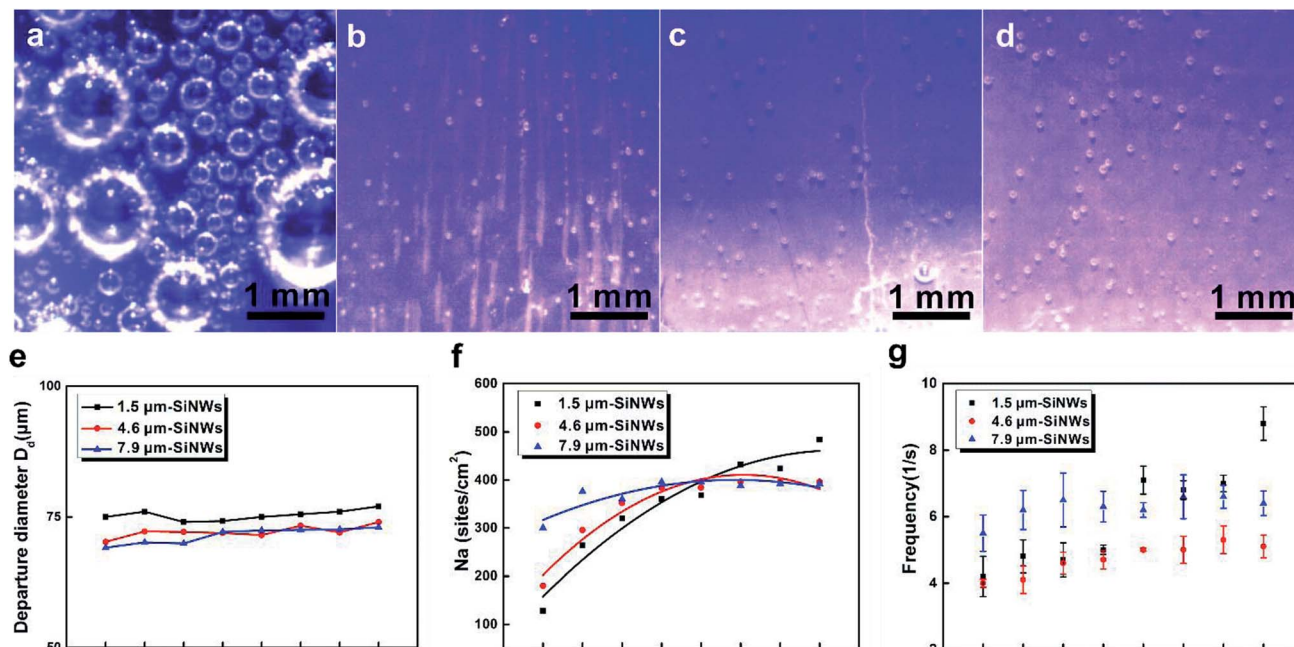 a
b
c
d
1 mm
1 mm
1 mm
1 mm
e
f
g
100
75
50
Departure diameter D_d(μm)
1.5 μm-SiNWs
4.6 μm-SiNWs
7.9 μm-SiNWs
600
500
400
300
200
100
Na (sites/cm²)
1.5 μm-SiNWs
4.6 μm-SiNWs
7.9 μm-SiNWs
10
8
6
4
2
Frequency(1/s)
1.5 μm-SiNWs
4.6 μm-SiNWs
7.9 μm-SiNWs